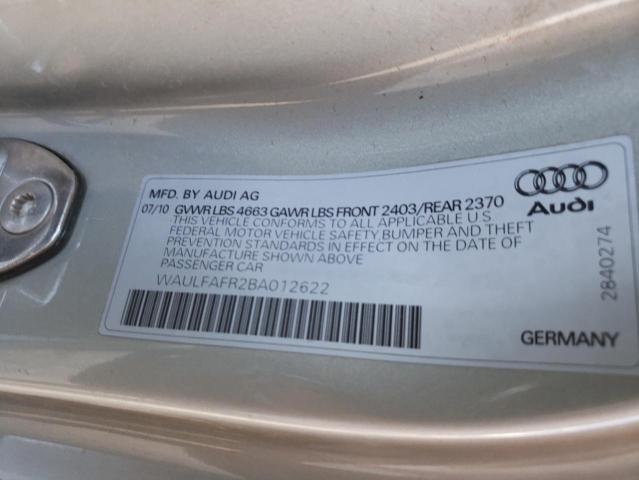 MFD. BY AUDI AG
07/10 GVWR LBS 4663 GAWR LBS FRONT 2403/REAR 2370
THIS VEHICLE CONFORMS TO ALL APPLICABLE U.S.
FEDERAL MOTOR VEHICLE SAFETY BUMPER AND THEFT
PREVENTION STANDARDS IN EFFECT ON THE DATE OF
MANUFACTURE SHOWN ABOVE
PASSENGER CAR
WAULFAFR2BA012622
Audi
2840274
GERMANY